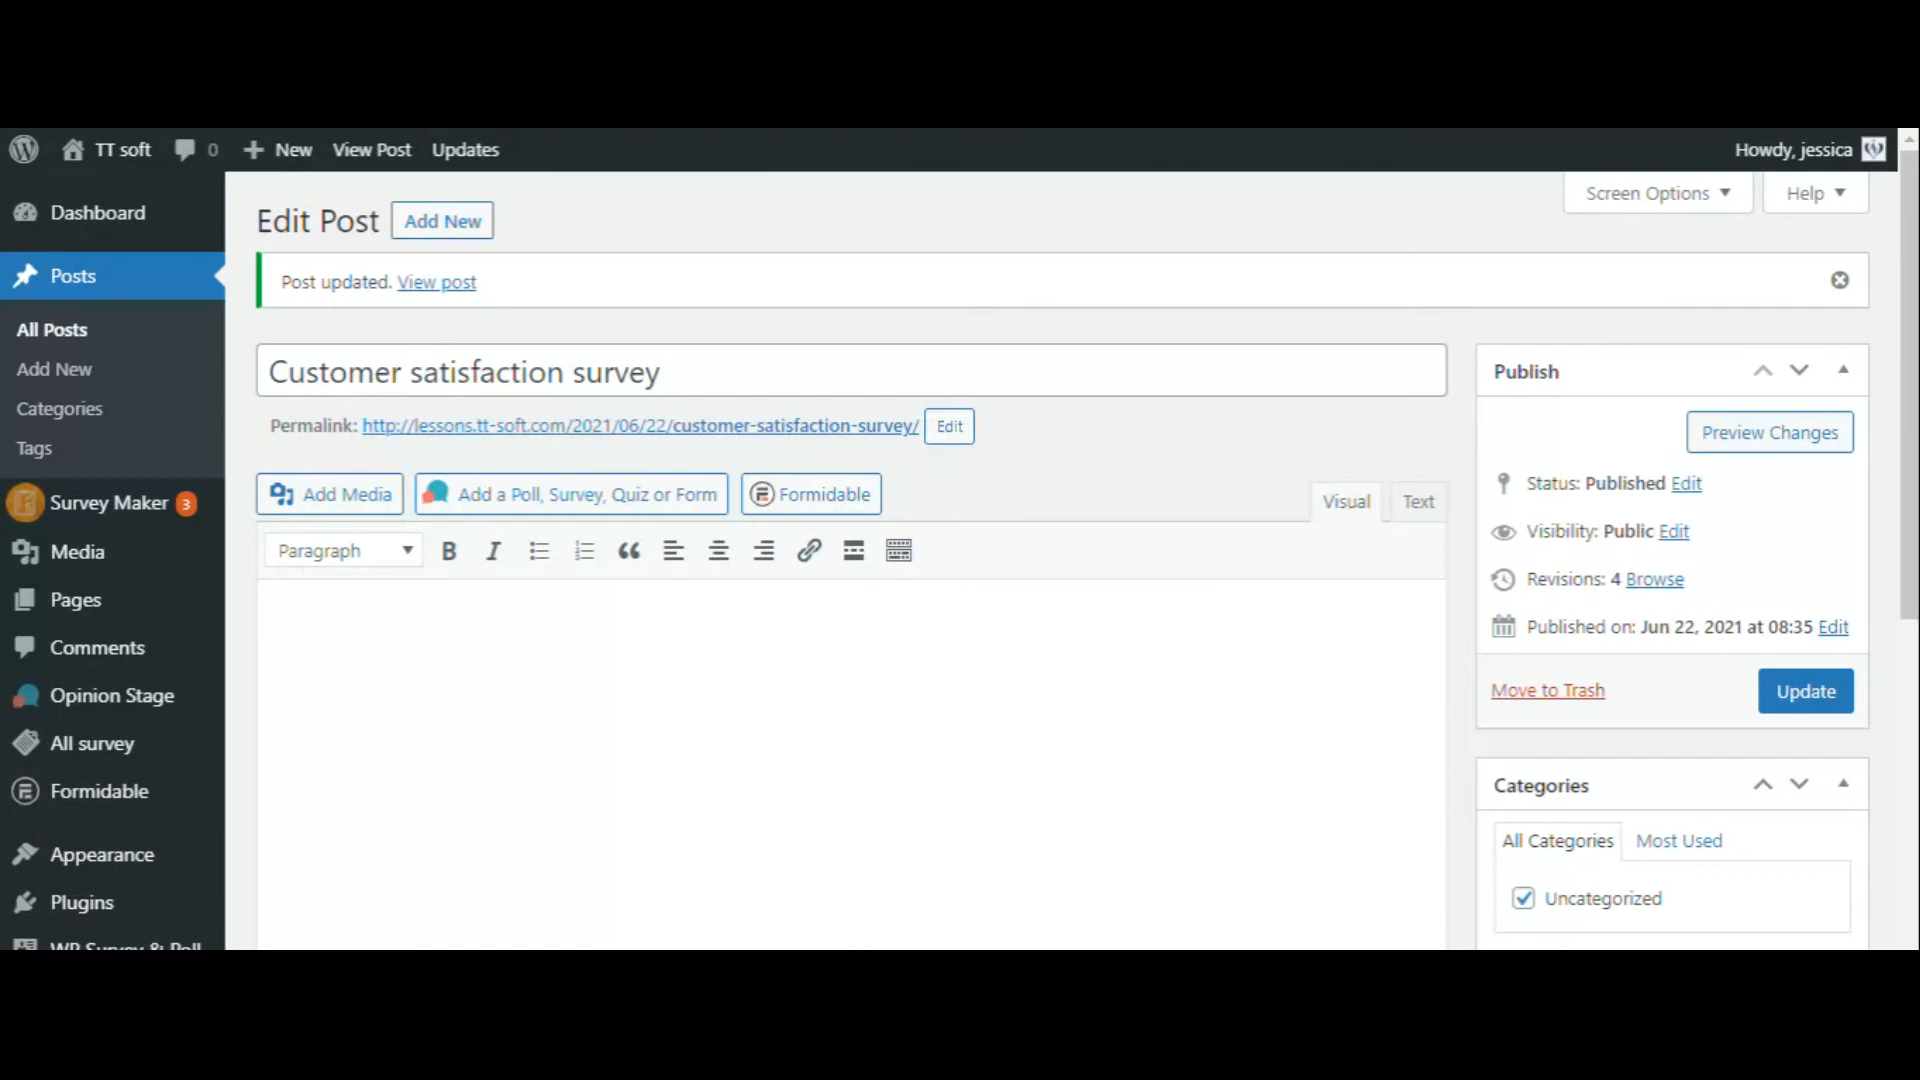 TT soft 0 New View Post Updates Howdy, jessica
Screen Options Help
Dashboard
Posts
All Posts
Add New
Categories
Tags
Survey Maker 3
Media
Pages
Comments
Opinion Stage
All survey
Formidable
Appearance
Plugins
WP Survey & Poll
Edit Post Add New
Post updated. View post
Customer satisfaction survey
Permalink: http://lessons.tt-soft.com/2021/06/22/customer-satisfaction-survey/ Edit
Add Media Add a Poll, Survey, Quiz or Form Formidable
Visual Text
Paragraph B I
Publish
Preview Changes
Status: Published Edit
Visibility: Public Edit
Revisions: 4 Browse
Published on: Jun 22, 2021 at 08:35 Edit
Move to Trash Update
Categories
All Categories Most Used
Uncategorized